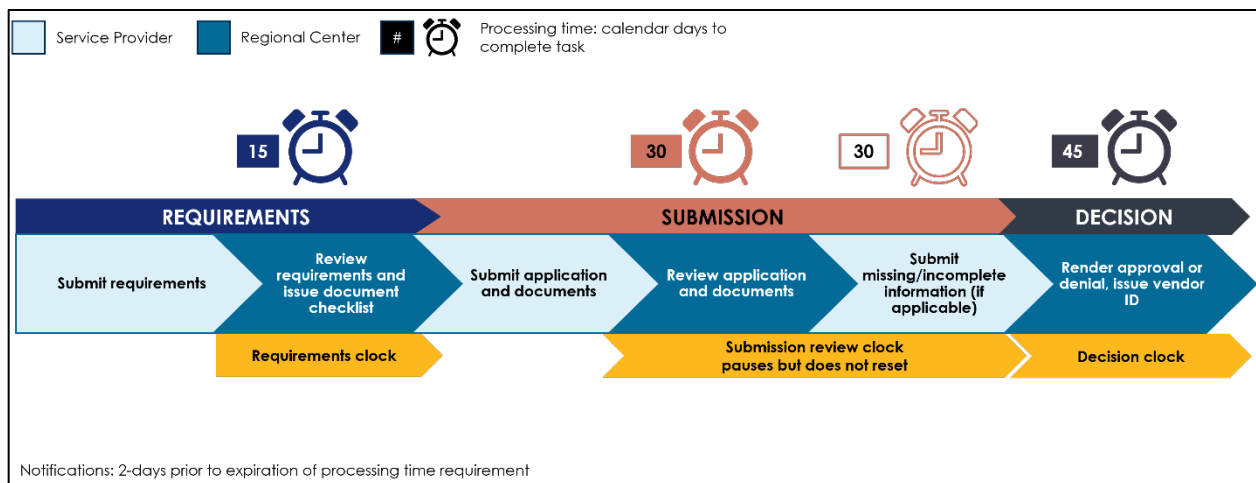 Service Provider
Regional Center
#
Processing time: calendar days to
complete task
15
30
30
45
REQUIREMENTS
SUBMISSION
DECISION
Submit requirements
Review
requirements and
issue document
checklist
Submit application
and documents
Review application
and documents
Submit
missing/incomplete
information (if
applicable)
Render approval or
denial, issue vendor
ID
Requirements clock
Submission review clock
pauses but does not reset
Decision clock
Notifications: 2-days prior to expiration of processing time requirement